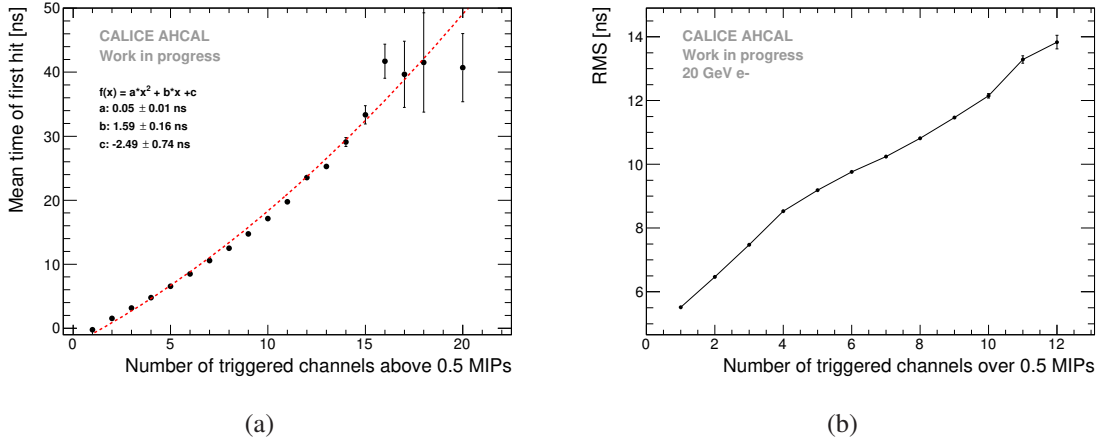 Mean time of first hit [ns]
50
40
30
20
10
0
CALICE AHCAL
Work in progress
f(x) = a*x² + b*x +c
a: 0.05 ± 0.01 ns
b: 1.59 ± 0.16 ns
c: -2.49 ± 0.74 ns
0 5 10 15 20
Number of triggered channels above 0.5 MIPs
(a)
RMS [ns]
14
12
10
8
6
CALICE AHCAL
Work in progress
20 GeV e-
0 2 4 6 8 10 12
Number of triggered channels over 0.5 MIPs
(b)